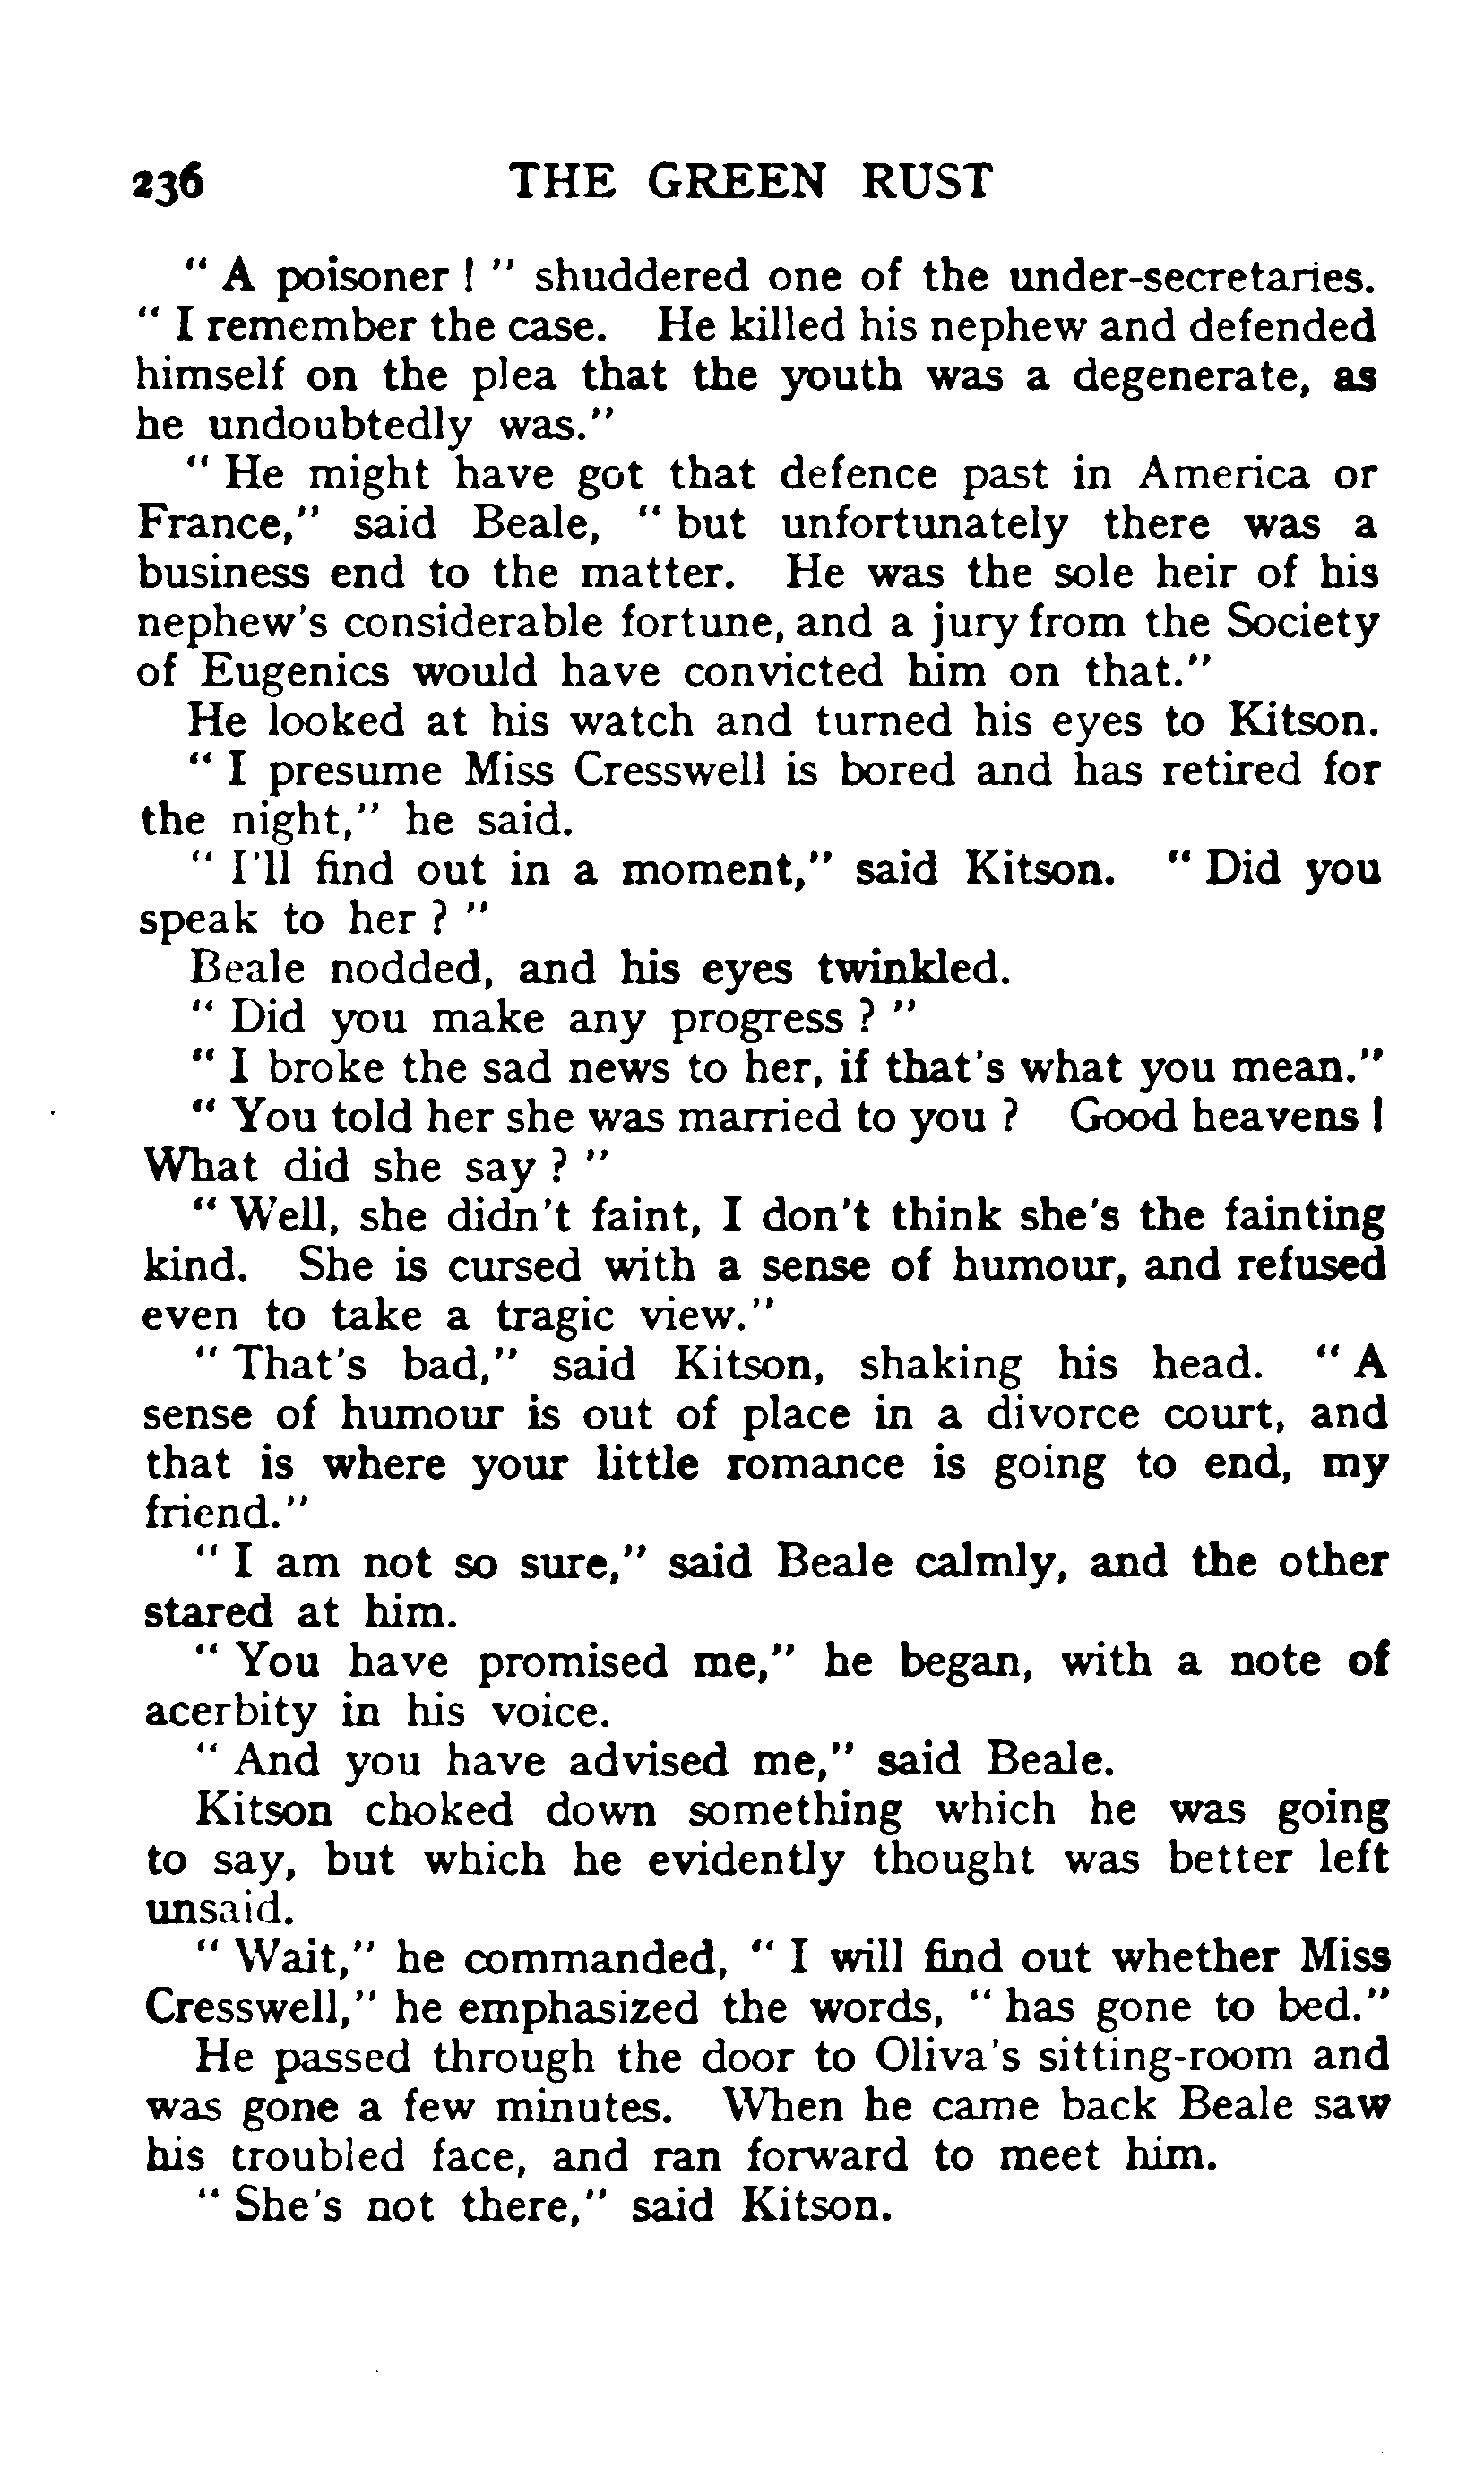 236 THE GREEN RUST
" A poisoner ! " shuddered one of the under-secretaries.
" I remember the case. He killed his nephew and defended
himself on the plea that the youth was a degenerate, as
he undoubtedly was."
" He might have got that defence past in America or
France," said Beale, " but unfortunately there was a
business end to the matter. He was the sole heir of his
nephew's considerable fortune, and a jury from the Society
of Eugenics would have convicted him on that."
He looked at his watch and turned his eyes to Kitson.
" I presume Miss Cresswell is bored and has retired for
the night," he said.
" I'll find out in a moment," said Kitson. " Did you
speak to her ? "
Beale nodded, and his eyes twinkled.
" Did you make any progress ? "
" I broke the sad news to her, if that's what you mean."
" You told her she was married to you ? Good heavens !
What did she say ? "
" Well, she didn't faint, I don't think she's the fainting
kind. She is cursed with a sense of humour, and refused
even to take a tragic view."
" That's bad," said Kitson, shaking his head. " A
sense of humour is out of place in a divorce court, and
that is where your little romance is going to end, my
friend."
" I am not so sure," said Beale calmly, and the other
stared at him.
" You have promised me," he began, with a note of
acerbity in his voice.
" And you have advised me," said Beale.
Kitson choked down something which he was going
to say, but which he evidently thought was better left
unsaid.
" Wait," he commanded, " I will find out whether Miss
Cresswell," he emphasized the words, " has gone to bed."
He passed through the door to Oliva's sitting-room and
was gone a few minutes. When he came back Beale saw
his troubled face, and ran forward to meet him.
" She's not there," said Kitson.